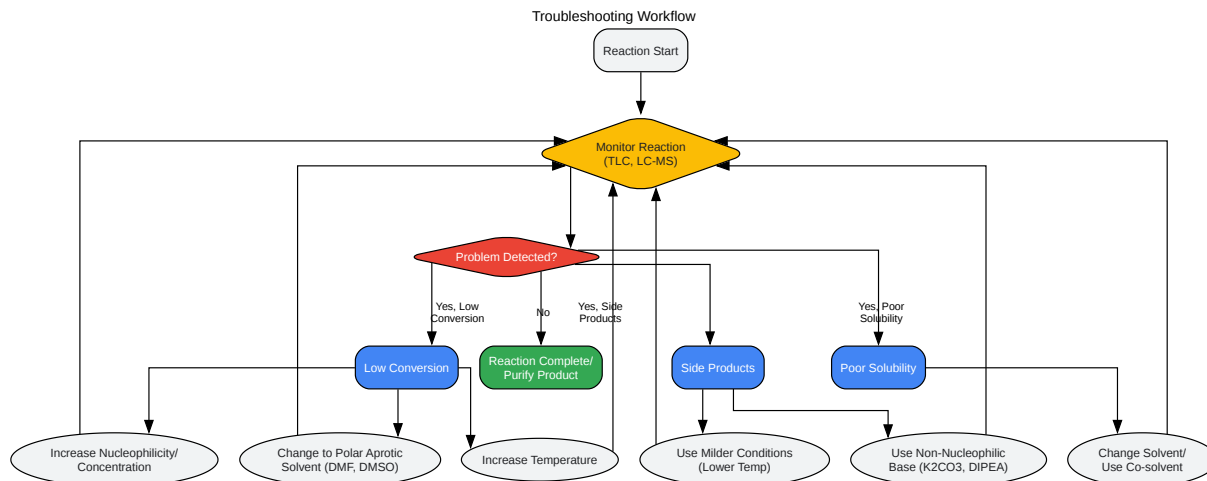 Troubleshooting Workflow
Reaction Start
Monitor Reaction
(TLC, LC-MS)
Problem Detected?
Yes, Low
Conversion
No
Yes, Side
Products
Yes, Poor
Solubility
Low Conversion
Reaction Complete/
Purify Product
Side Products
Poor Solubility
Increase Nucleophilicity/
Concentration
Change to Polar Aprotic
Solvent (DMF, DMSO)
Increase Temperature
Use Milder Conditions
(Lower Temp)
Use Non-Nucleophilic
Base (K2CO3, DIPEA)
Change Solvent/
Use Co-solvent